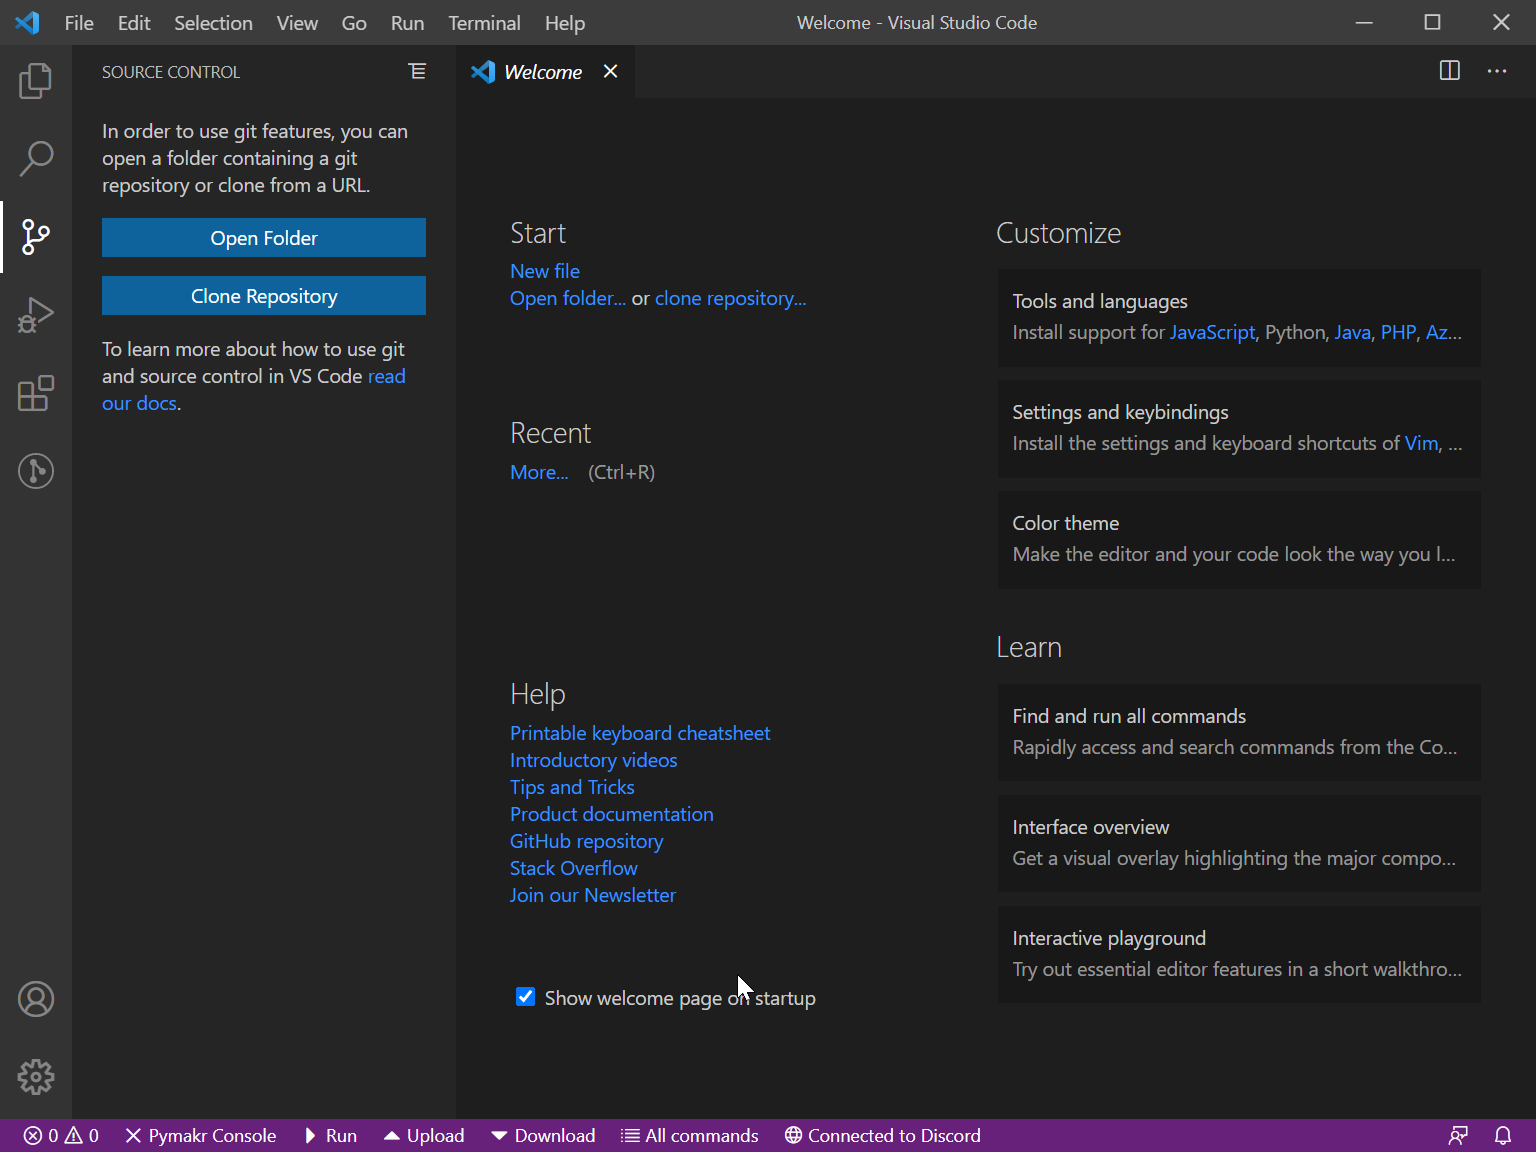 File Edit Selection View Go Run Terminal Help Welcome - Visual Studio Code
SOURCE CONTROL
In order to use git features, you can
open a folder containing a git
repository or clone from a URL.
Open Folder
Clone Repository
To learn more about how to use git
and source control in VS Code read
our docs.
Welcome
Start
New file
Open folder... or clone repository...
Recent
More... (Ctrl+R)
Help
Printable keyboard cheatsheet
Introductory videos
Tips and Tricks
Product documentation
GitHub repository
Stack Overflow
Join our Newsletter
Show welcome page on startup
Customize
Tools and languages
Install support for JavaScript, Python, Java, PHP, Az...
Settings and keybindings
Install the settings and keyboard shortcuts of Vim, ...
Color theme
Make the editor and your code look the way you l...
Learn
Find and run all commands
Rapidly access and search commands from the Co...
Interface overview
Get a visual overlay highlighting the major compo...
Interactive playground
Try out essential editor features in a short walkthro...
0 0 Pymakr Console Run Upload Download All commands Connected to Discord